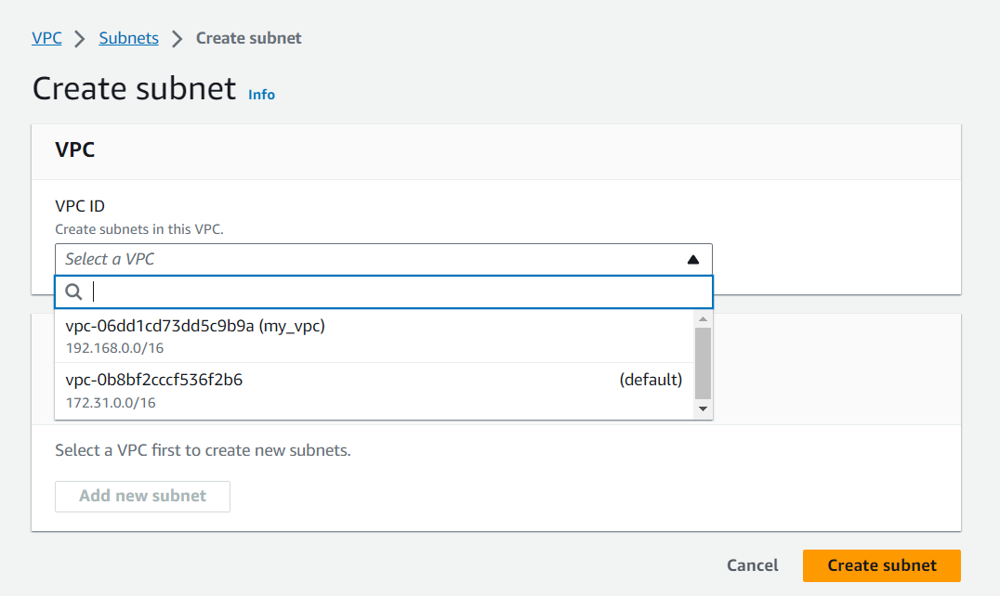 VPC > Subnets > Create subnet
Create subnet Info
VPC
VPC ID
Create subnets in this VPC.
Select a VPC
vpc-06dd1cd73dd5c9b9a (my_vpc)
192.168.0.0/16
vpc-0b8bf2cccf536f2b6 (default)
172.31.0.0/16
Select a VPC first to create new subnets.
Add new subnet
Cancel Create subnet